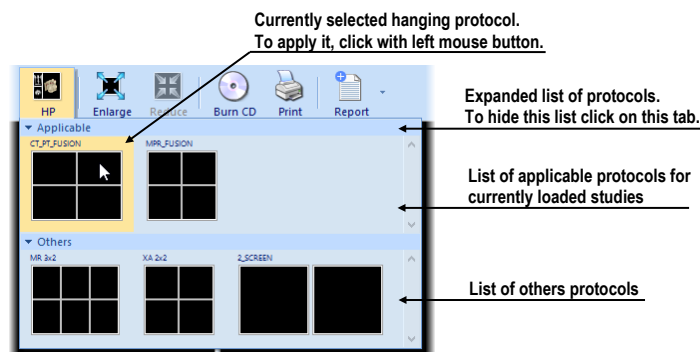 Currently selected hanging protocol.
To apply it, click with left mouse button.
HP
Enlarge
Reduce
Burn CD
Print
Report
Expanded list of protocols.
To hide this list click on this tab.
Applicable
CT_PT_FUSION
MPR_FUSION
List of applicable protocols for
currently loaded studies
Others
MR 3x2
XA 2x2
2_SCREEN
List of others protocols